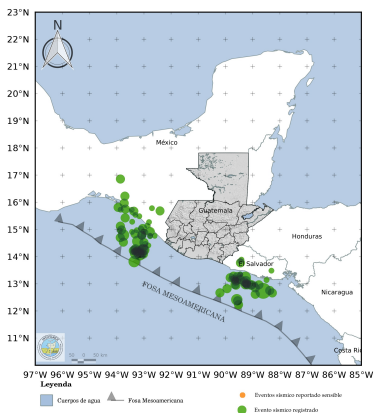 23°N
N
22°N
21°N
20°N
19°N
18°N
México
17°N
16°N
Guatemala
15°N
Honduras
14°N
El Salvador
13°N
FOSA MESOAMERICANA
Nicaragua
12°N
11°N
Costa Ric
97°W 96°W 95°W 94°W 93°W 92°W 91°W 90°W 89°W 88°W 87°W 86°W 85°W
Leyenda
Cuerpos de agua
Fosa Mesoamericana
Eventos sísmico reportado sensible
Evento sísmico registrado